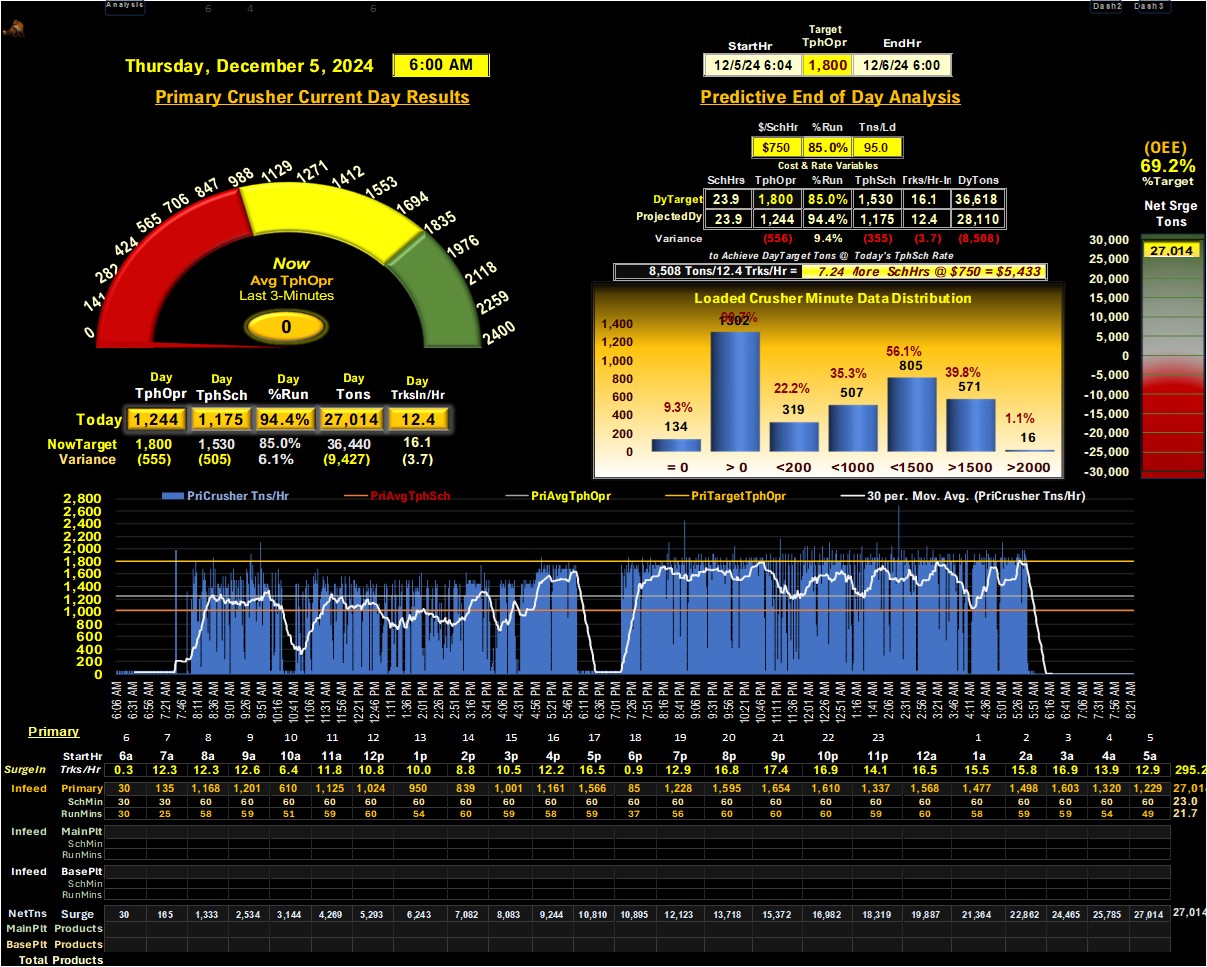 Analysis 6 4 6 Dash2 Dash3
Target
StartHr TphOpr EndHr
Thursday, December 5, 2024 6:00 AM 12/5/24 6:04 1,800 12/6/24 6:00
Primary Crusher Current Day Results Predictive End of Day Analysis
$/SchHr %Run Tns/Ld
$750 85.0% 95.0
Cost & Rate Variables
SchHrs TphOpr %Run TphSch Trks/Hr-In DyTons
DyTarget 23.9 1,800 85.0% 1,530 16.1 36,618
ProjectedDy 23.9 1,244 94.4% 1,175 12.4 28,110
Variance (556) 9.4% (355) (3.7) (8,508)
to Achieve DayTarget Tons @ Today's TphSch Rate
8,508 Tons/12.4 Trks/Hr = 7.24 More SchHrs @ $750 = $5,433
(OEE)
69.2%
%Target
Net Srge
Tons
30,000
27,014
25,000
20,000
15,000
10,000
5,000
0
-5,000
-10,000
-15,000
-20,000
-25,000
-30,000
0 141 282 424 565 706 847 988 1129 1271 1412 1553 1694 1835 1976 2118 2259 2400
Now
Avg TphOpr
Last 3-Minutes
0
Loaded Crusher Minute Data Distribution
1,400
1,200
1,000
800
600
400
200
0
9.3% 90.7% 22.2% 35.3% 56.1% 39.8% 1.1%
134 1302 319 507 805 571 16
= 0 > 0 <200 <1000 <1500 >1500 >2000
Day Day Day Day Day
TphOpr TphSch %Run Tons TrksIn/Hr
Today 1,244 1,175 94.4% 27,014 12.4
NowTarget 1,800 1,530 85.0% 36,440 16.1
Variance (555) (505) 6.1% (9,427) (3.7)
PriCrusher Tns/Hr PriAvgTphSch PriAvgTphOpr PriTargetTphOpr 30 per. Mov. Avg. (PriCrusher Tns/Hr)
2,800
2,600
2,400
2,200
2,000
1,800
1,600
1,400
1,200
1,000
800
600
400
200
0
6:06 AM 6:31 AM 6:56 AM 7:21 AM 7:46 AM 8:11 AM 8:36 AM 9:01 AM 9:26 AM 9:51 AM 10:16 AM 10:41 AM 11:06 AM 11:31 AM 11:56 AM 12:21 PM 12:46 PM 1:11 PM 1:36 PM 2:01 PM 2:26 PM 2:51 PM 3:16 PM 3:41 PM 4:06 PM 4:31 PM 4:56 PM 5:21 PM 5:46 PM 6:11 PM 6:36 PM 7:01 PM 7:26 PM 7:51 PM 8:16 PM 8:41 PM 9:06 PM 9:31 PM 9:56 PM 10:21 PM 10:46 PM 11:11 PM 11:36 PM 12:01 AM 12:26 AM 12:51 AM 1:16 AM 1:41 AM 2:06 AM 2:31 AM 2:56 AM 3:21 AM 3:46 AM 4:11 AM 4:36 AM 5:01 AM 5:26 AM 5:51 AM 6:16 AM 6:41 AM 7:06 AM 7:31 AM 7:56 AM 8:21 AM
Primary 6 7 8 9 10 11 12 13 14 15 16 17 18 19 20 21 22 23 1 2 3 4 5
StartHr 6a 7a 8a 9a 10a 11a 12p 1p 2p 3p 4p 5p 6p 7p 8p 9p 10p 11p 12a 1a 2a 3a 4a 5a
SurgeIn Trks/Hr 0.3 12.3 12.3 12.6 6.4 11.8 10.8 10.0 8.8 10.5 12.2 16.5 0.9 12.9 16.8 17.4 16.9 14.1 16.5 15.5 15.8 16.9 13.9 12.9 295.2
Infeed Primary 30 135 1,168 1,201 610 1,125 1,024 950 839 1,001 1,161 1,566 85 1,228 1,595 1,654 1,610 1,337 1,568 1,477 1,498 1,603 1,320 1,229 27,014
SchMin 30 30 60 60 60 60 60 60 60 60 60 60 60 60 60 60 60 60 60 60 60 60 60 60 23.0
RunMins 30 25 58 59 51 59 60 54 60 58 59 59 37 56 60 60 60 59 60 58 59 59 54 49 21.7
Infeed MainPlt
SchMin
RunMins
Infeed BasePlt
SchMin
RunMins
NetTns Surge 30 165 1,333 2,534 3,144 4,269 5,293 6,243 7,082 8,083 9,244 10,810 10,895 12,123 13,718 15,372 16,982 18,319 19,887 21,364 22,862 24,465 25,785 27,014 27,014
MainPlt Products
BasePlt Products
Total Products